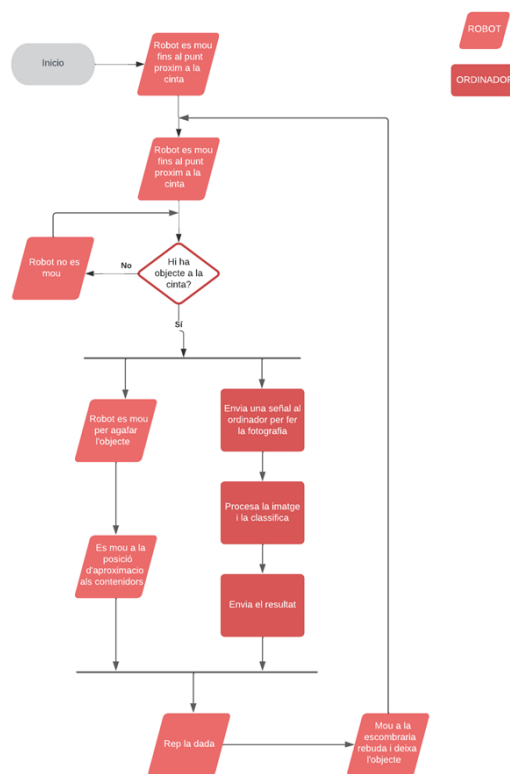 ROBOT
Inicio
Robot es mou
fins al punt
proxim a la
cinta
ORDINADOR
Robot es mou
fins al punt
proxim a la
cinta
Robot no es
mou
No
Hi ha
objecte a la
cinta?
Sí
Robot es mou
per agafar
l'objecte
Envia una señal al
ordinador per fer
la fotografia
Procesa la imatge
i la classifica
Es mou a la
posició
d'aproximacio
als contenidors
Envia el resultat
Rep la dada
Mou a la
escombraria
rebuda i deixa
l'objecte